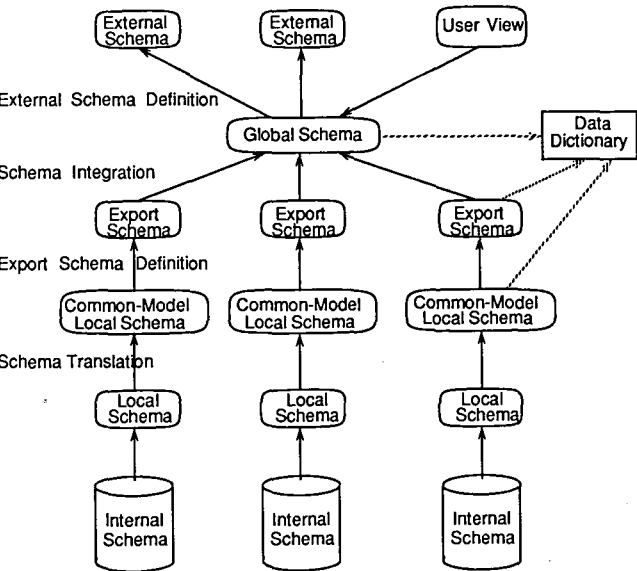 External
Schema
External
Schema
User View
External Schema Definition
Global Schema
Data
Dictionary
Schema Integration
Export
Schema
Export
Schema
Export
Schema
Export Schema Definition
Common-Model
Local Schema
Common-Model
Local Schema
Common-Model
Local Schema
Schema Translation
Local
Schema
Local
Schema
Local
Schema
Internal
Schema
Internal
Schema
Internal
Schema